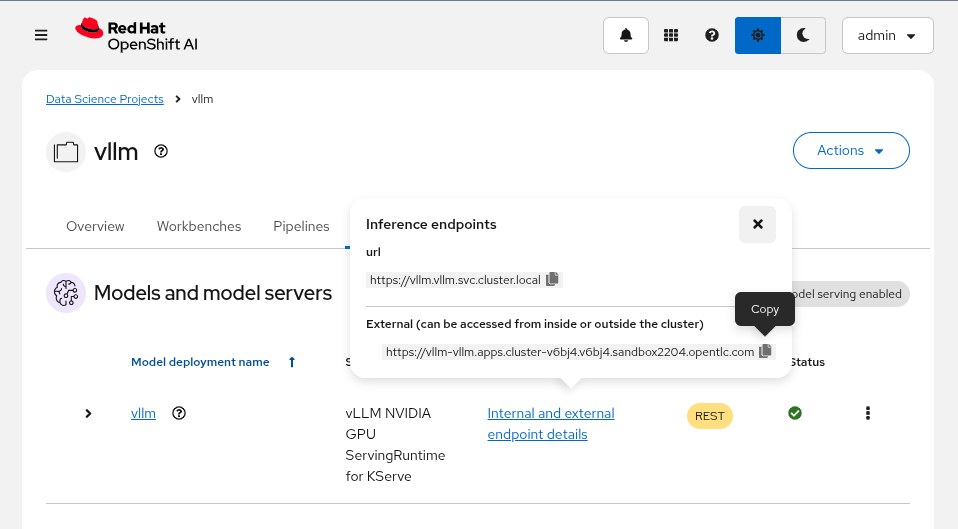 Red Hat
OpenShift AI
admin
Data Science Projects > vllm
vllm
Actions
Overview Workbenches Pipelines
Inference endpoints
url
https://vllm.vllm.svc.cluster.local
Copy
External (can be accessed from inside or outside the cluster)
https://vllm-vllm.apps.cluster-v6bj4.v6bj4.sandbox2204.opentlc.com
Models and model servers
serving enabled
Model deployment name
Status
vllm
vLLM NVIDIA
GPU
ServingRuntime
for KServe
Internal and external
endpoint details
REST